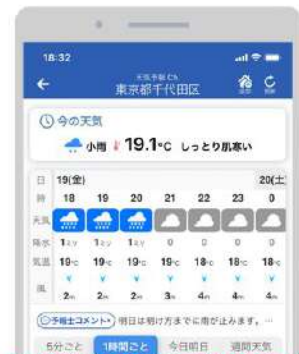 18:32
天気予報 Ch.
東京都千代田区
今の天気
小雨 19.1℃ しっとり肌寒い
日 19(金) 20(土
時 18 19 20 21 22 23 0
天気
降水 1ミリ 1ミリ 1ミリ 0 0 0 0
気温 19℃ 19℃ 19℃ 19℃ 18℃ 18℃ 18℃
風 2m 2m 2m 3m 4m 4m 4m
予報士コメント 明日は明け方までに雨が止みます。…
5分ごと 1時間ごと 今日明日 週間天気